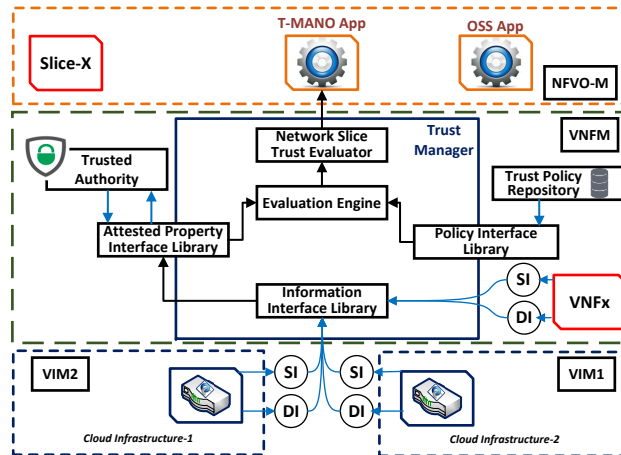 T-MANO App
OSS App
Slice-X
NFVO-M
Network Slice
Trust Evaluator
Trust
Manager
VNFM
Trusted
Authority
Trust Policy
Repository
Evaluation Engine
Attested Property
Interface Library
Policy Interface
Library
Information
Interface Library
SI
DI
VNFx
VIM2
SI
SI
VIM1
DI
DI
Cloud Infrastructure-1
Cloud Infrastructure-2